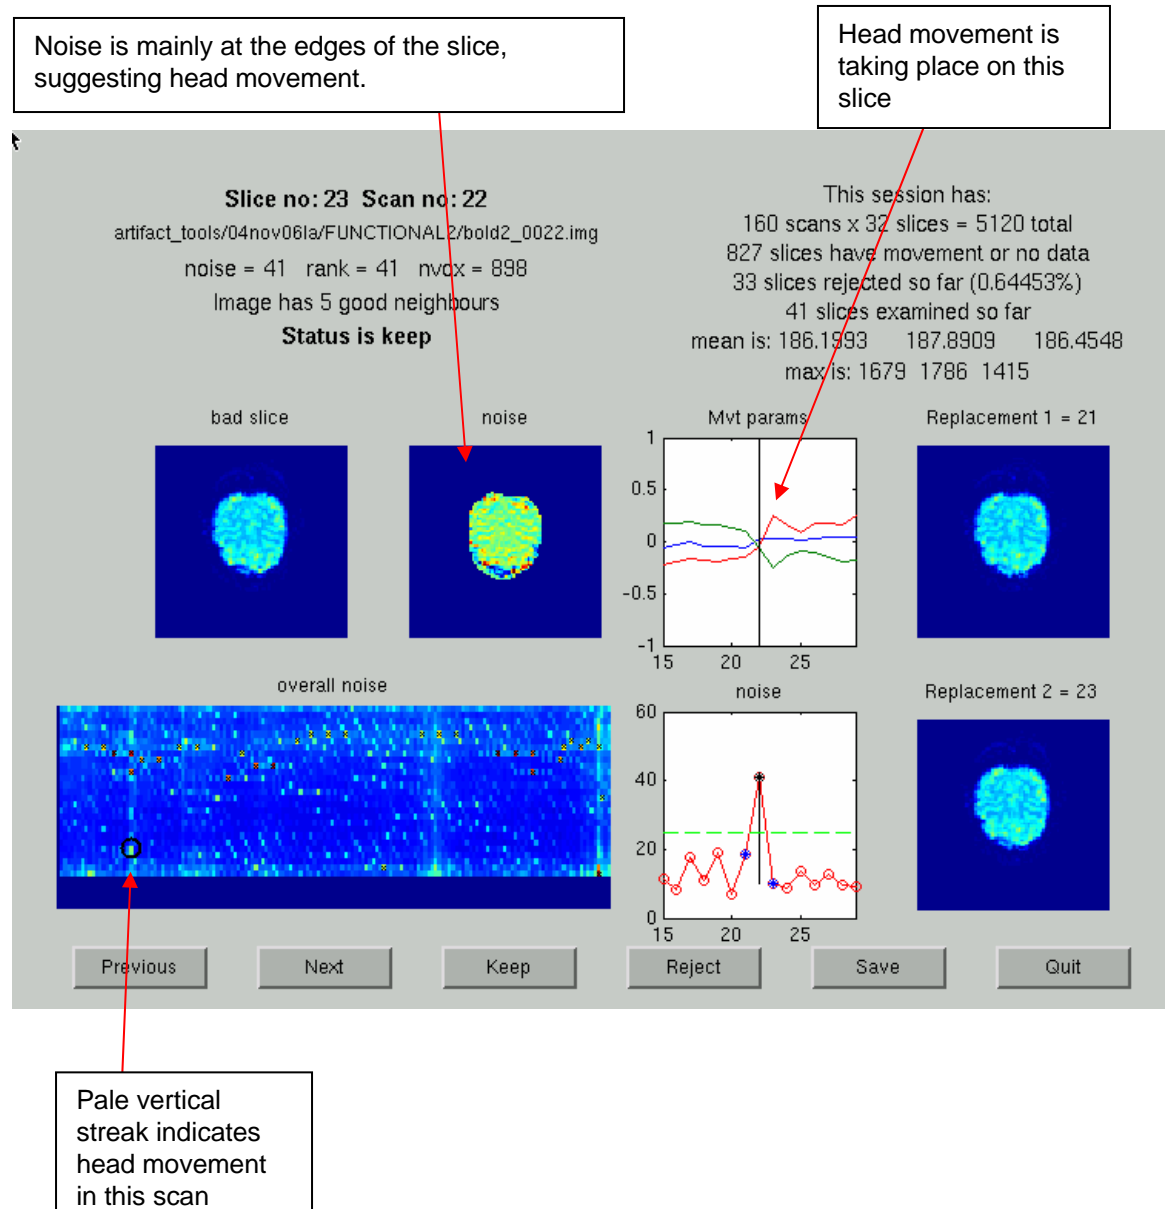 Noise is mainly at the edges of the slice,
suggesting head movement.
Head movement is
taking place on this
slice
Slice no: 23 Scan no: 22
artifact_tools/04nov06la/FUNCTIONAL2/bold2_0022.img
noise = 41 rank = 41 nvox = 898
Image has 5 good neighbours
Status is keep
This session has:
160 scans x 32 slices = 5120 total
827 slices have movement or no data
33 slices rejected so far (0.64453%)
41 slices examined so far
mean is: 186.1993 187.8909 186.4548
max is: 1679 1786 1415
bad slice
noise
Mvt params
1
0.5
0
-0.5
-1
15 20 25
Replacement 1 = 21
overall noise
noise
60
40
20
0
15 20 25
Replacement 2 = 23
Previous Next Keep Reject Save Quit
Pale vertical
streak indicates
head movement
in this scan